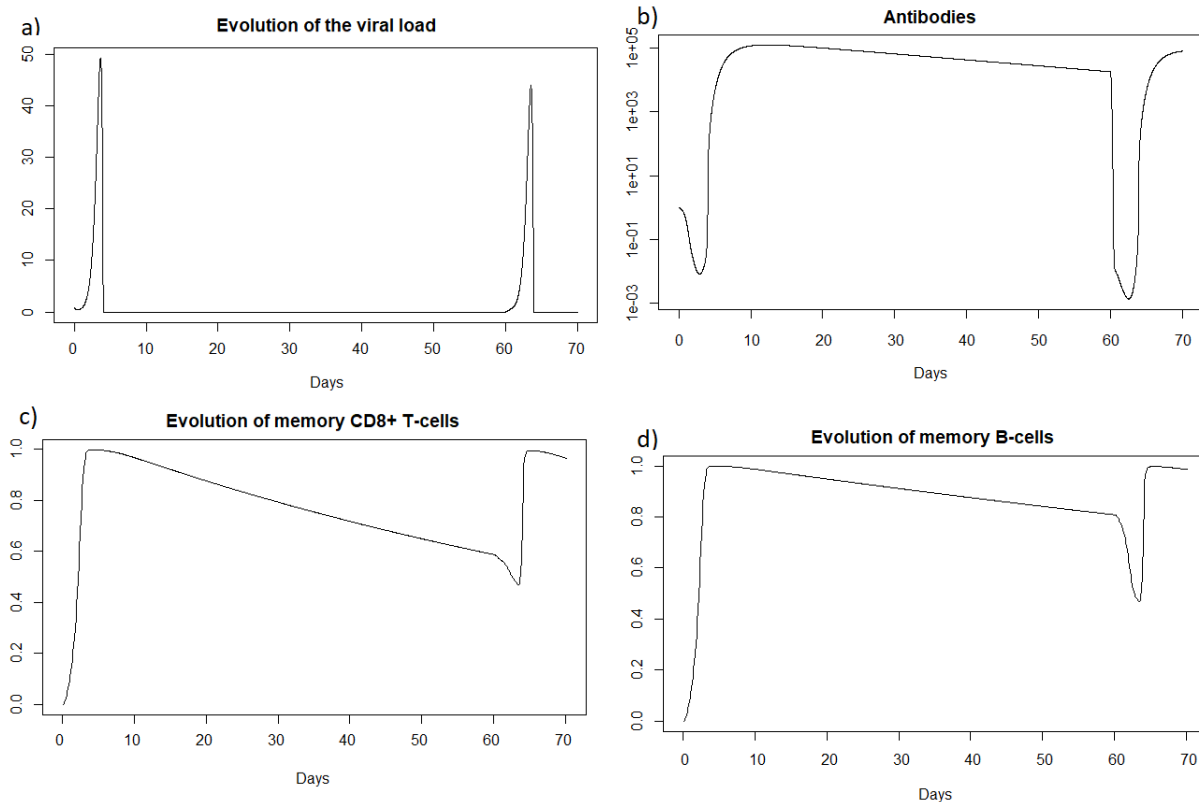 a)
Evolution of the viral load
50
40
30
20
10
0
0 10 20 30 40 50 60 70
Days
b)
Antibodies
1e+05
1e+03
1e+01
1e-01
1e-03
0 10 20 30 40 50 60 70
Days
c)
Evolution of memory CD8+ T-cells
1.0
0.8
0.6
0.4
0.2
0.0
0 10 20 30 40 50 60 70
Days
d)
Evolution of memory B-cells
1.0
0.8
0.6
0.4
0.2
0.0
0 10 20 30 40 50 60 70
Days